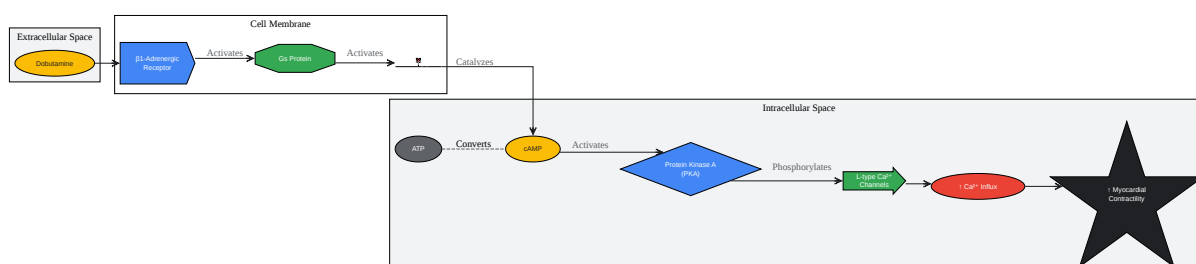 Extracellular Space
Dobutamine
Cell Membrane
β1-Adrenergic
Receptor
Activates
Gs Protein
Activates
Catalyzes
Intracellular Space
ATP
Converts
cAMP
Activates
Protein Kinase A
(PKA)
Phosphorylates
L-type Ca²⁺
Channels
↑ Ca²⁺ Influx
↑ Myocardial
Contractility